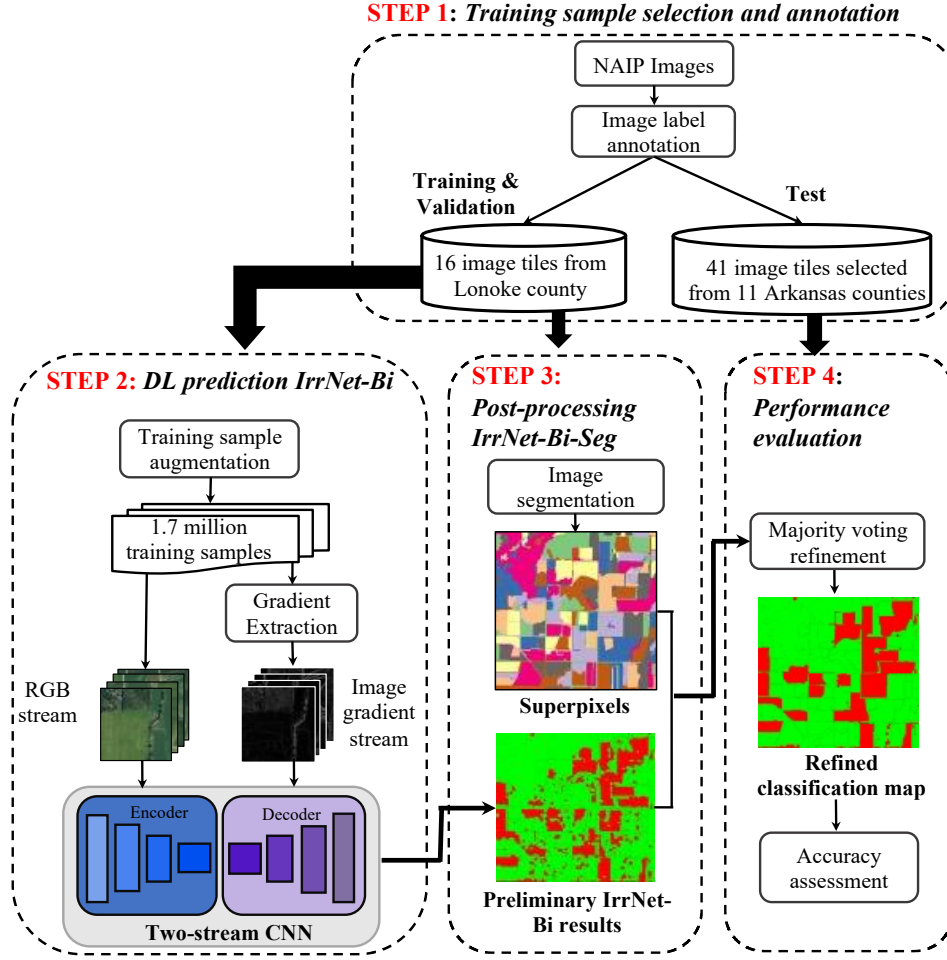 STEP 1: Training sample selection and annotation
NAIP Images
Image label
annotation
Training &
Validation
Test
16 image tiles from
Lonoke county
41 image tiles selected
from 11 Arkansas counties
STEP 2: DL prediction IrrNet-Bi
Training sample
augmentation
1.7 million
training samples
Gradient
Extraction
RGB
stream
Image
gradient
stream
Encoder
Decoder
Two-stream CNN
STEP 3:
Post-processing
IrrNet-Bi-Seg
Image
segmentation
Superpixels
Preliminary IrrNet-
Bi results
STEP 4:
Performance
evaluation
Majority voting
refinement
Refined
classification map
Accuracy
assessment